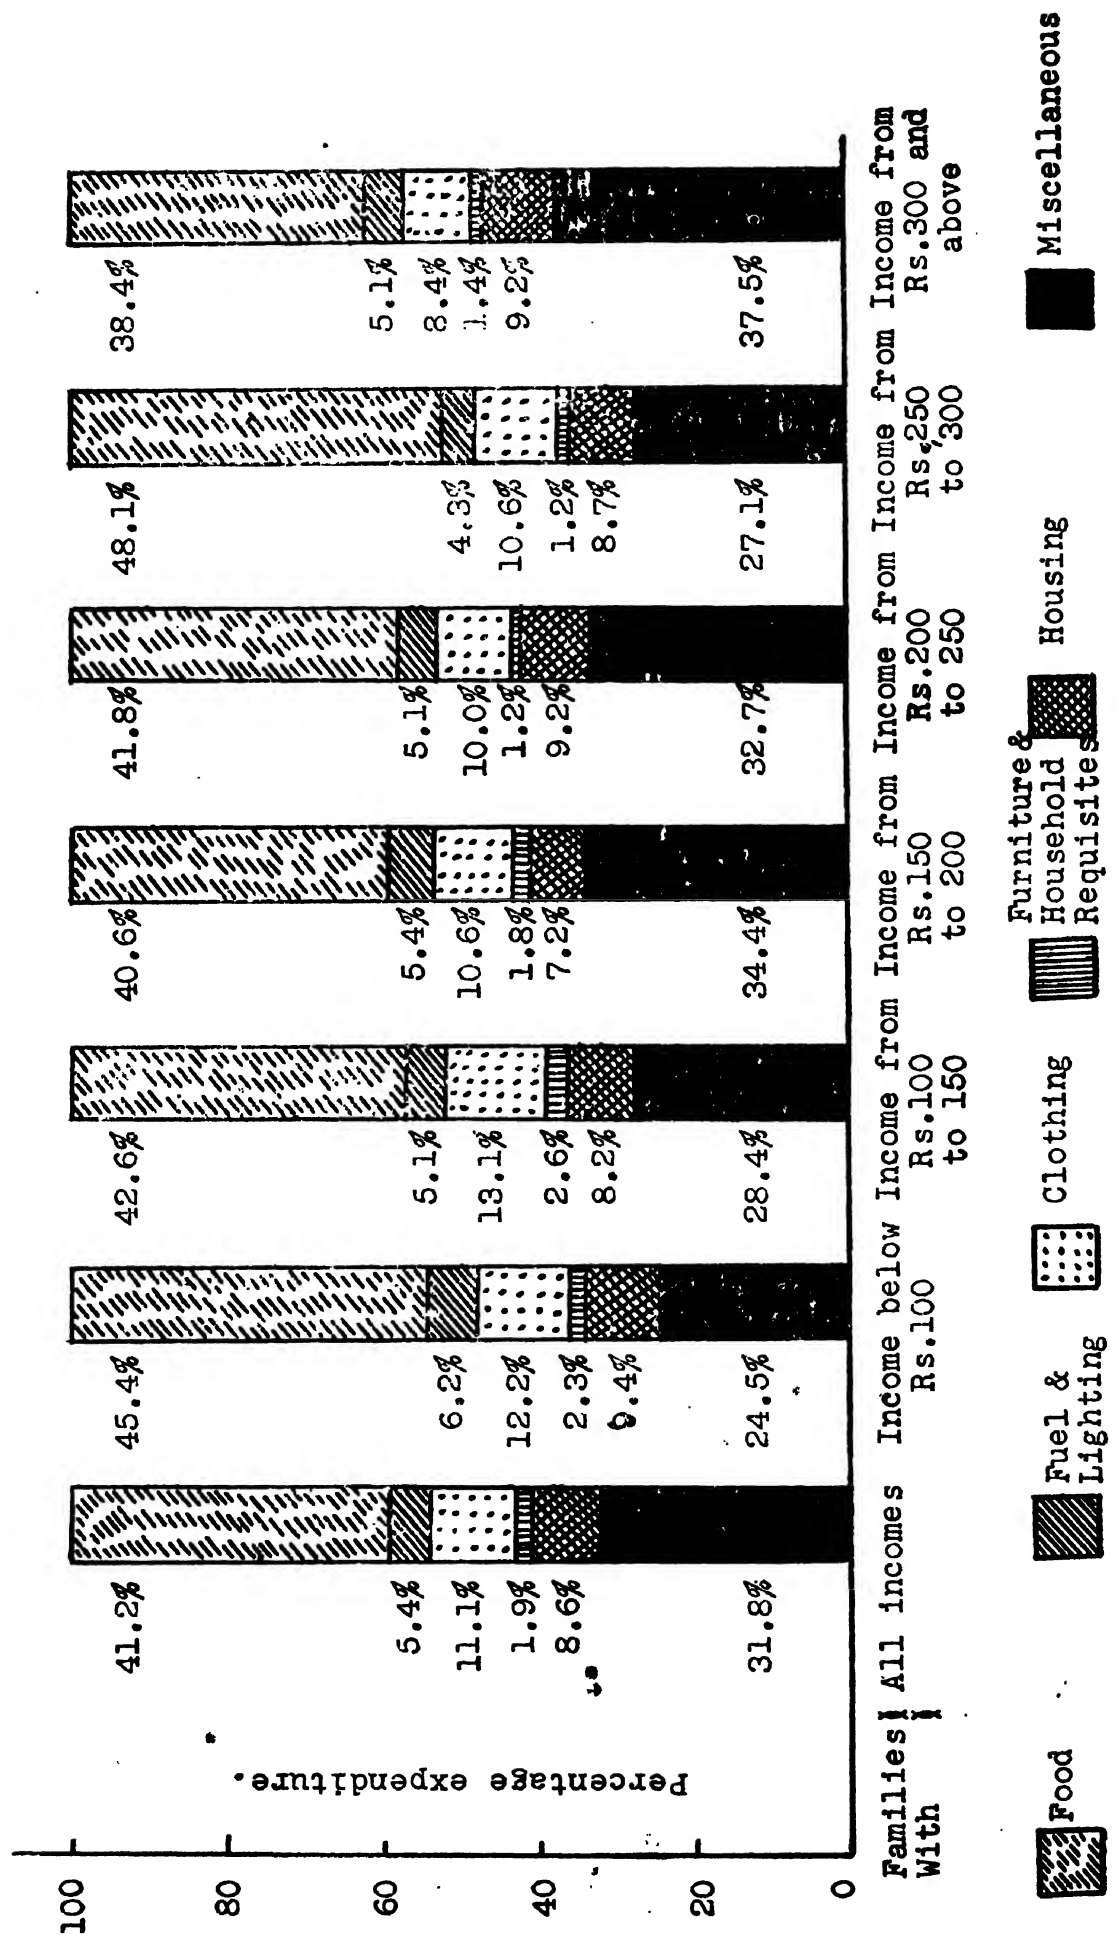 100
80
60
40
20
0
Percentage expenditure.
41.2%
5.4%
11.1%
1.9%
8.6%
31.8%
45.4%
6.2%
12.2%
2.3%
9.4%
24.5%
42.6%
5.1%
13.1%
2.6%
8.2%
28.4%
40.6%
5.4%
10.6%
1.8%
7.2%
34.4%
41.8%
5.1%
10.0%
1.2%
9.2%
32.7%
48.1%
4.3%
10.6%
1.2%
8.7%
27.1%
38.4%
5.1%
8.4%
1.4%
9.2%
37.5%
Families
With
All incomes
Income below
Rs.100
Income from
Rs.100
to 150
Income from
Rs.150
to 200
Income from
Rs.200
to 250
Income from
Rs.250
to 300
Income from
Rs.300 and
above
Food
Fuel &
Lighting
Clothing
Furniture&
Household
Requisites
Housing
Miscellaneous